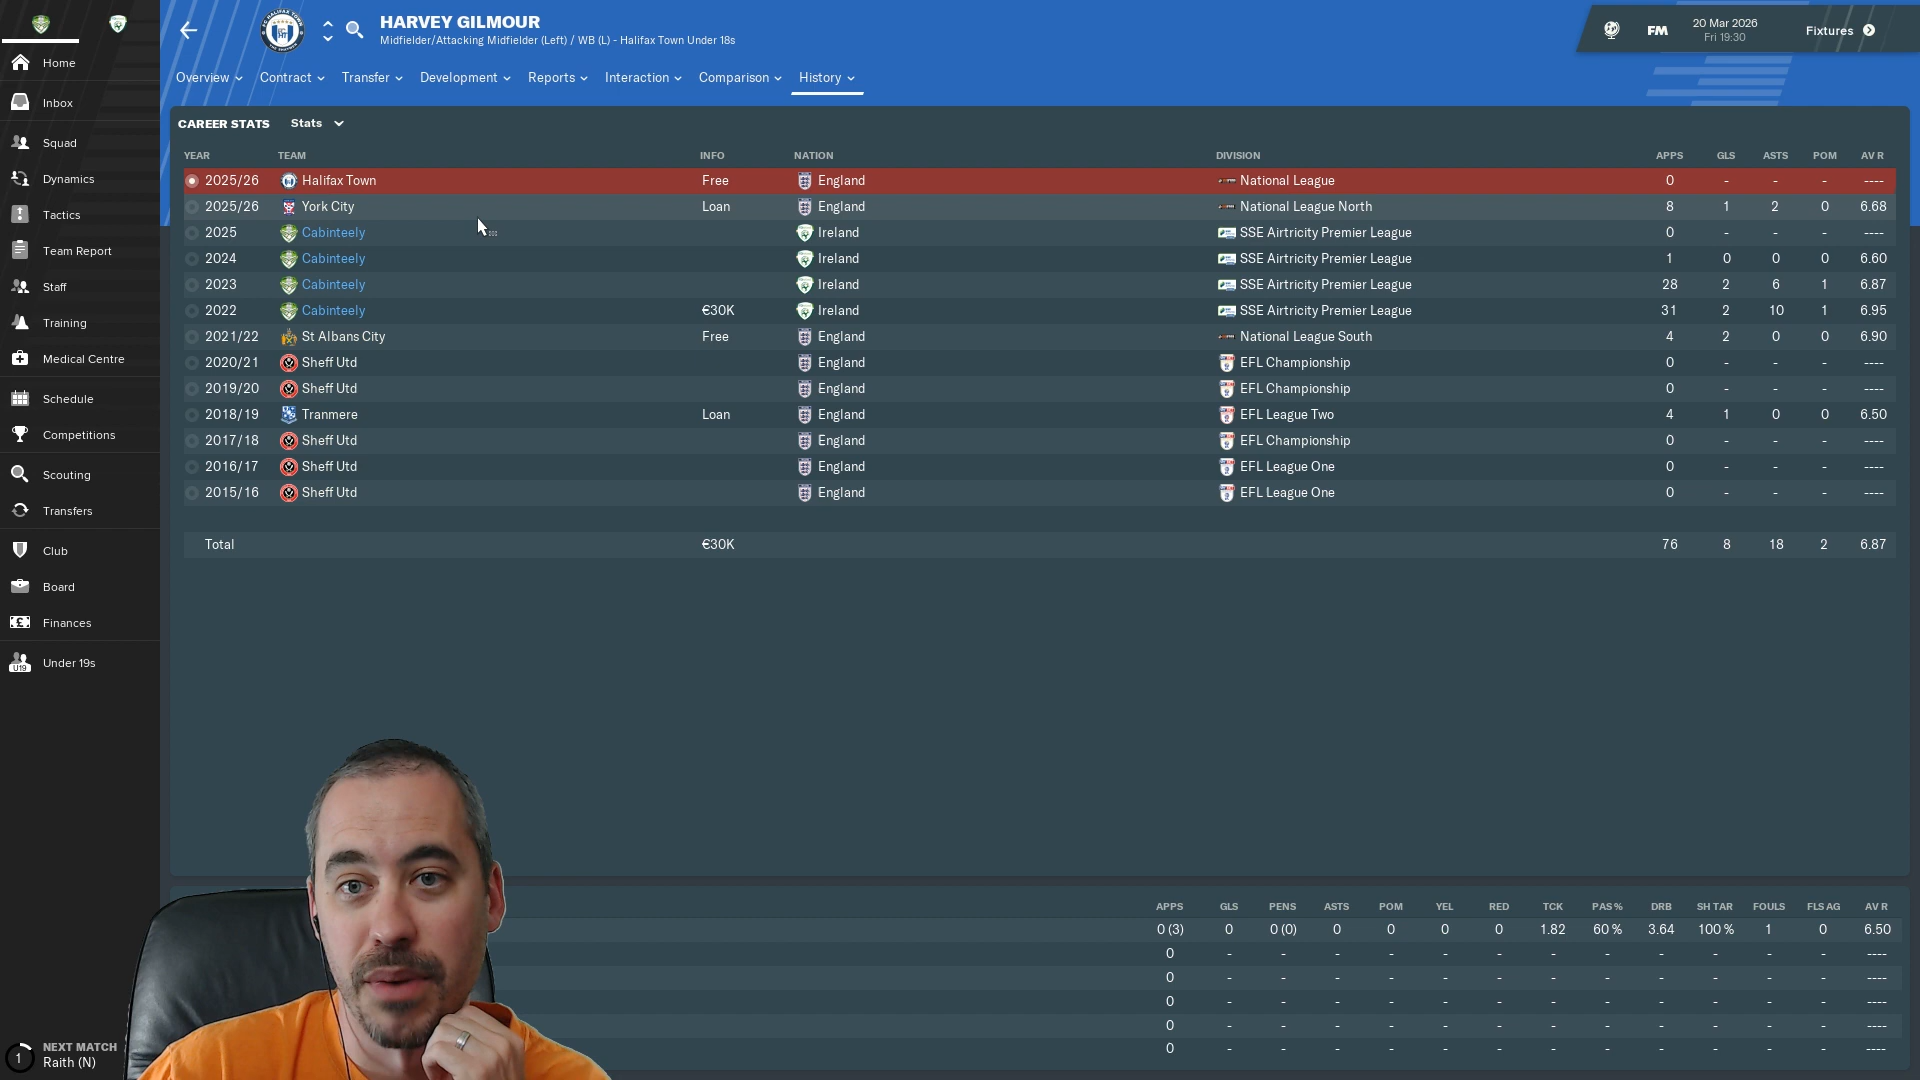 HARVEY GILMOUR
Midfielder/Attacking Midfielder (Left) / WB (L) - Halifax Town Under 18s
FM
20 Mar 2026
Fri 19:30
Fixtures
Overview
Contract
Transfer
Development
Reports
Interaction
Comparison
History
Home
Inbox
Squad
Dynamics
Tactics
Team Report
Staff
Training
Medical Centre
Schedule
Competitions
Scouting
Transfers
Club
Board
Finances
U19 Under 19s
1 NEXT MATCH
Raith (N)
CAREER STATS Stats
YEAR TEAM INFO NATION DIVISION APPS GLS ASTS POM AV R
2025/26 Halifax Town Free England National League 0 - - - ----
2025/26 York City Loan England National League North 8 1 2 0 6.68
2025 Cabinteely Ireland SSE Airtricity Premier League 0 - - - ----
2024 Cabinteely Ireland SSE Airtricity Premier League 1 0 0 0 6.60
2023 Cabinteely Ireland SSE Airtricity Premier League 28 2 6 1 6.87
2022 Cabinteely €30K Ireland SSE Airtricity Premier League 31 2 10 1 6.95
2021/22 St Albans City Free England National League South 4 2 0 0 6.90
2020/21 Sheff Utd England EFL Championship 0 - - - ----
2019/20 Sheff Utd England EFL Championship 0 - - - ----
2018/19 Tranmere Loan England EFL League Two 4 1 0 0 6.50
2017/18 Sheff Utd England EFL Championship 0 - - - ----
2016/17 Sheff Utd England EFL League One 0 - - - ----
2015/16 Sheff Utd England EFL League One 0 - - - ----
Total €30K 76 8 18 2 6.87
APPS GLS PENS ASTS POM YEL RED TCK PAS % DRB SH TAR FOULS FLS AG AV R
0 (3) 0 0 (0) 0 0 0 0 1.82 60 % 3.64 100 % 1 0 6.50
0 - - - - - - - - - - - - ----
0 - - - - - - - - - - - - ----
0 - - - - - - - - - - - - ----
0 - - - - - - - - - - - - ----
0 - - - - - - - - - - - - ----